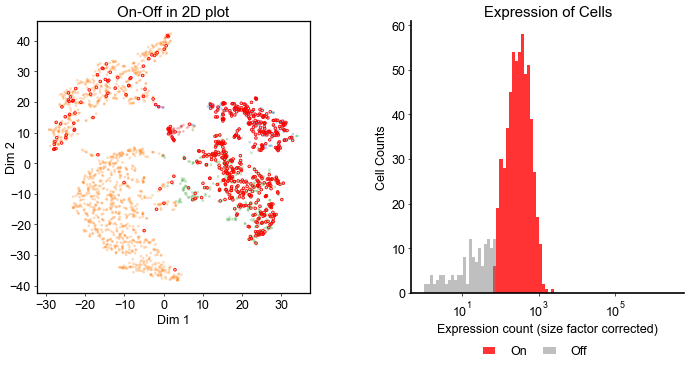 On-Off in 2D plot
40
30
20
10
0
−10
−20
−30
−40
Dim 2
−30 −20 −10 0 10 20 30
Dim 1
Expression of Cells
60
50
40
30
20
10
0
Cell Counts
10^1 10^3 10^5
Expression count (size factor corrected)
On Off